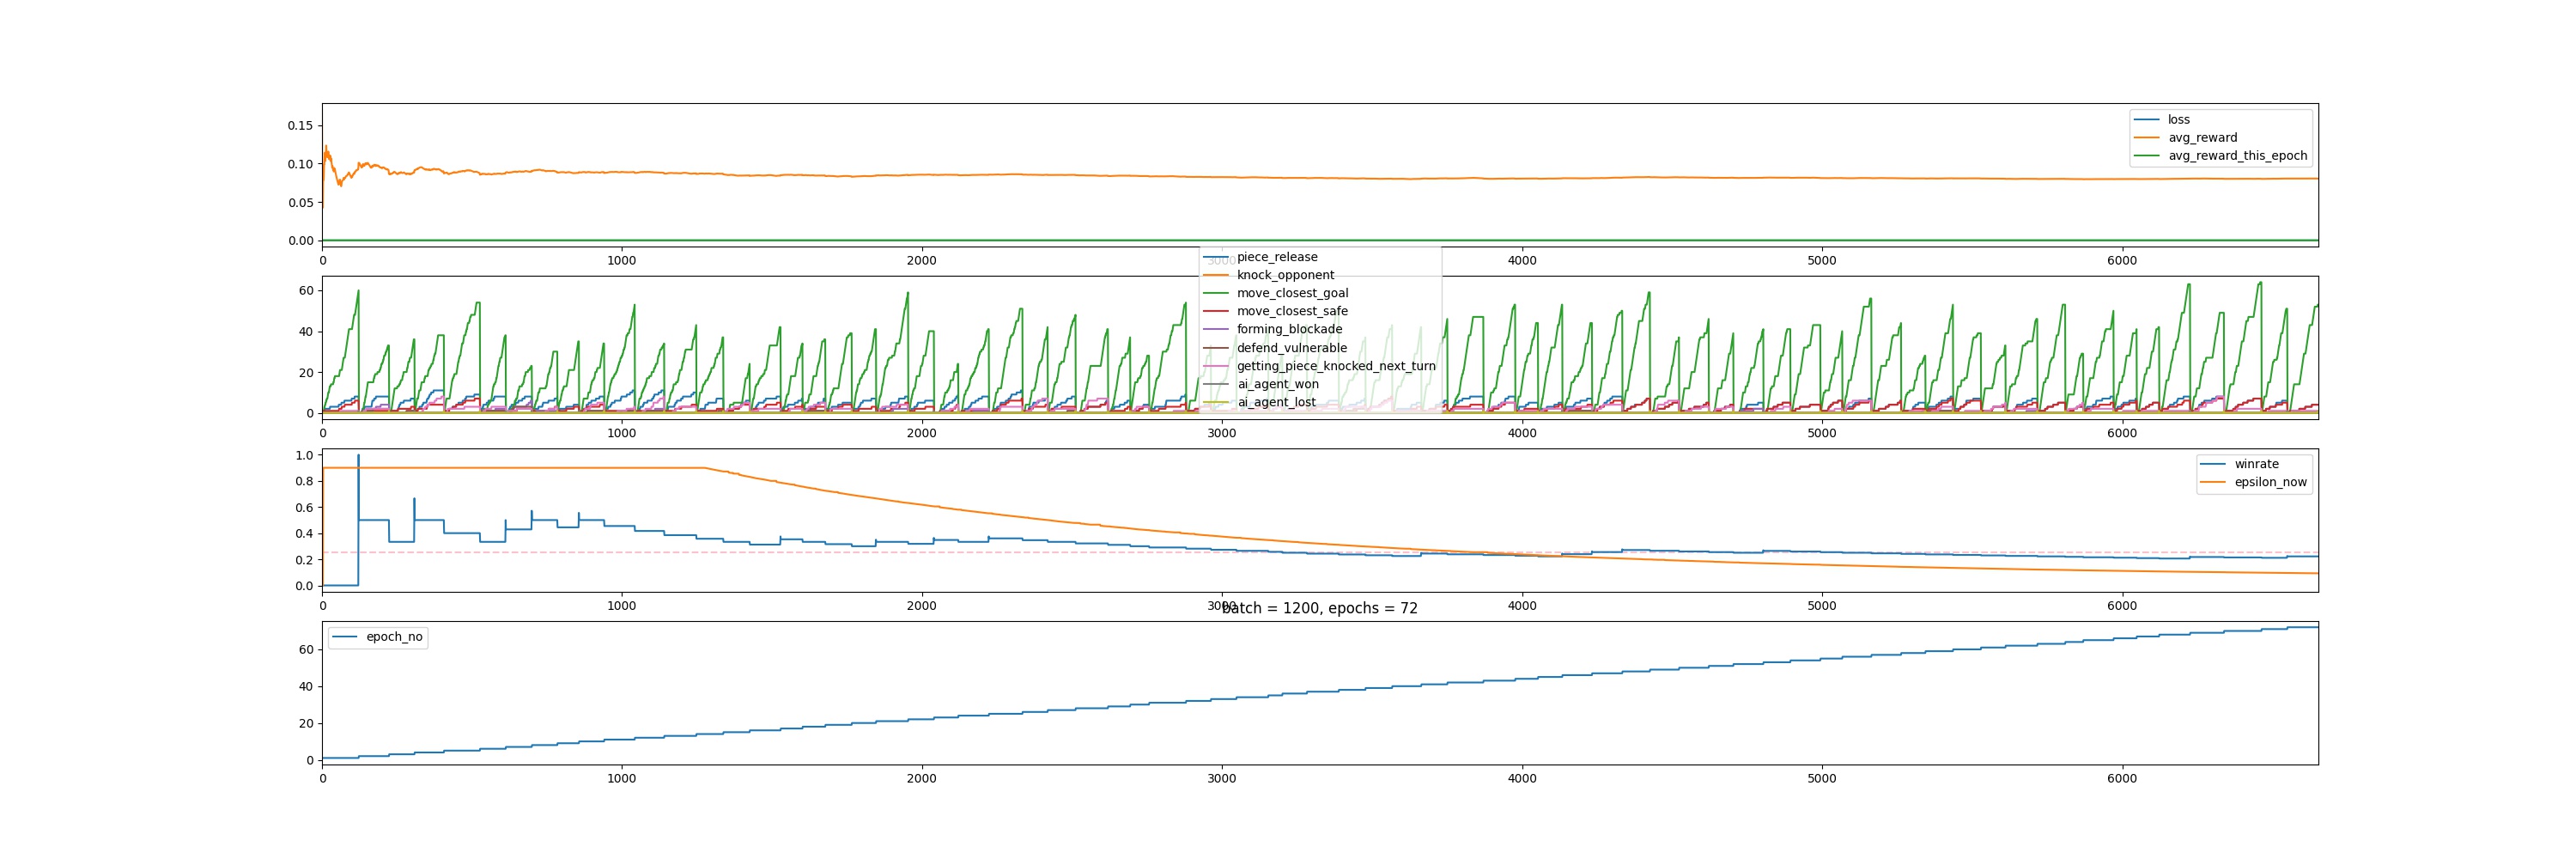 0.15
0.10
0.05
0.00
loss
avg_reward
avg_reward_this_epoch
0 1000 2000 3000 4000 5000 6000
60
40
20
0
piece_release
knock_opponent
move_closest_goal
move_closest_safe
forming_blockade
defend_vulnerable
getting_piece_knocked_next_turn
ai_agent_won
ai_agent_lost
0 1000 2000 3000 4000 5000 6000
1.0
0.8
0.6
0.4
0.2
0.0
winrate
epsilon_now
0 1000 2000 3000 4000 5000 6000
batch = 1200, epochs = 72
60
40
20
0
epoch_no
0 1000 2000 3000 4000 5000 6000